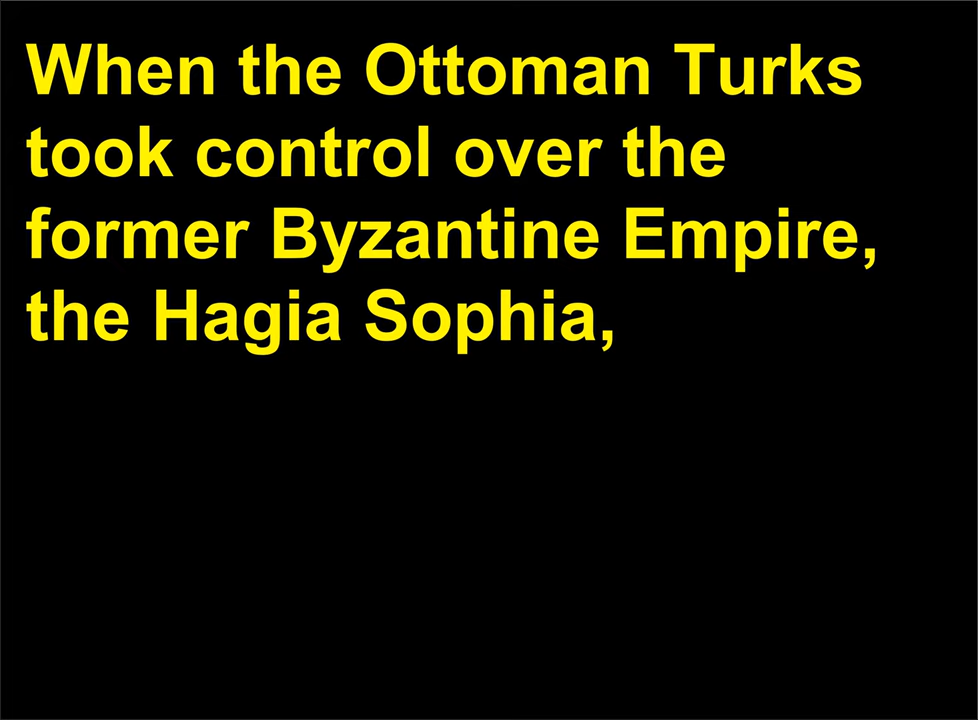 When the Ottoman Turks
took control over the
former Byzantine Empire,
the Hagia Sophia,